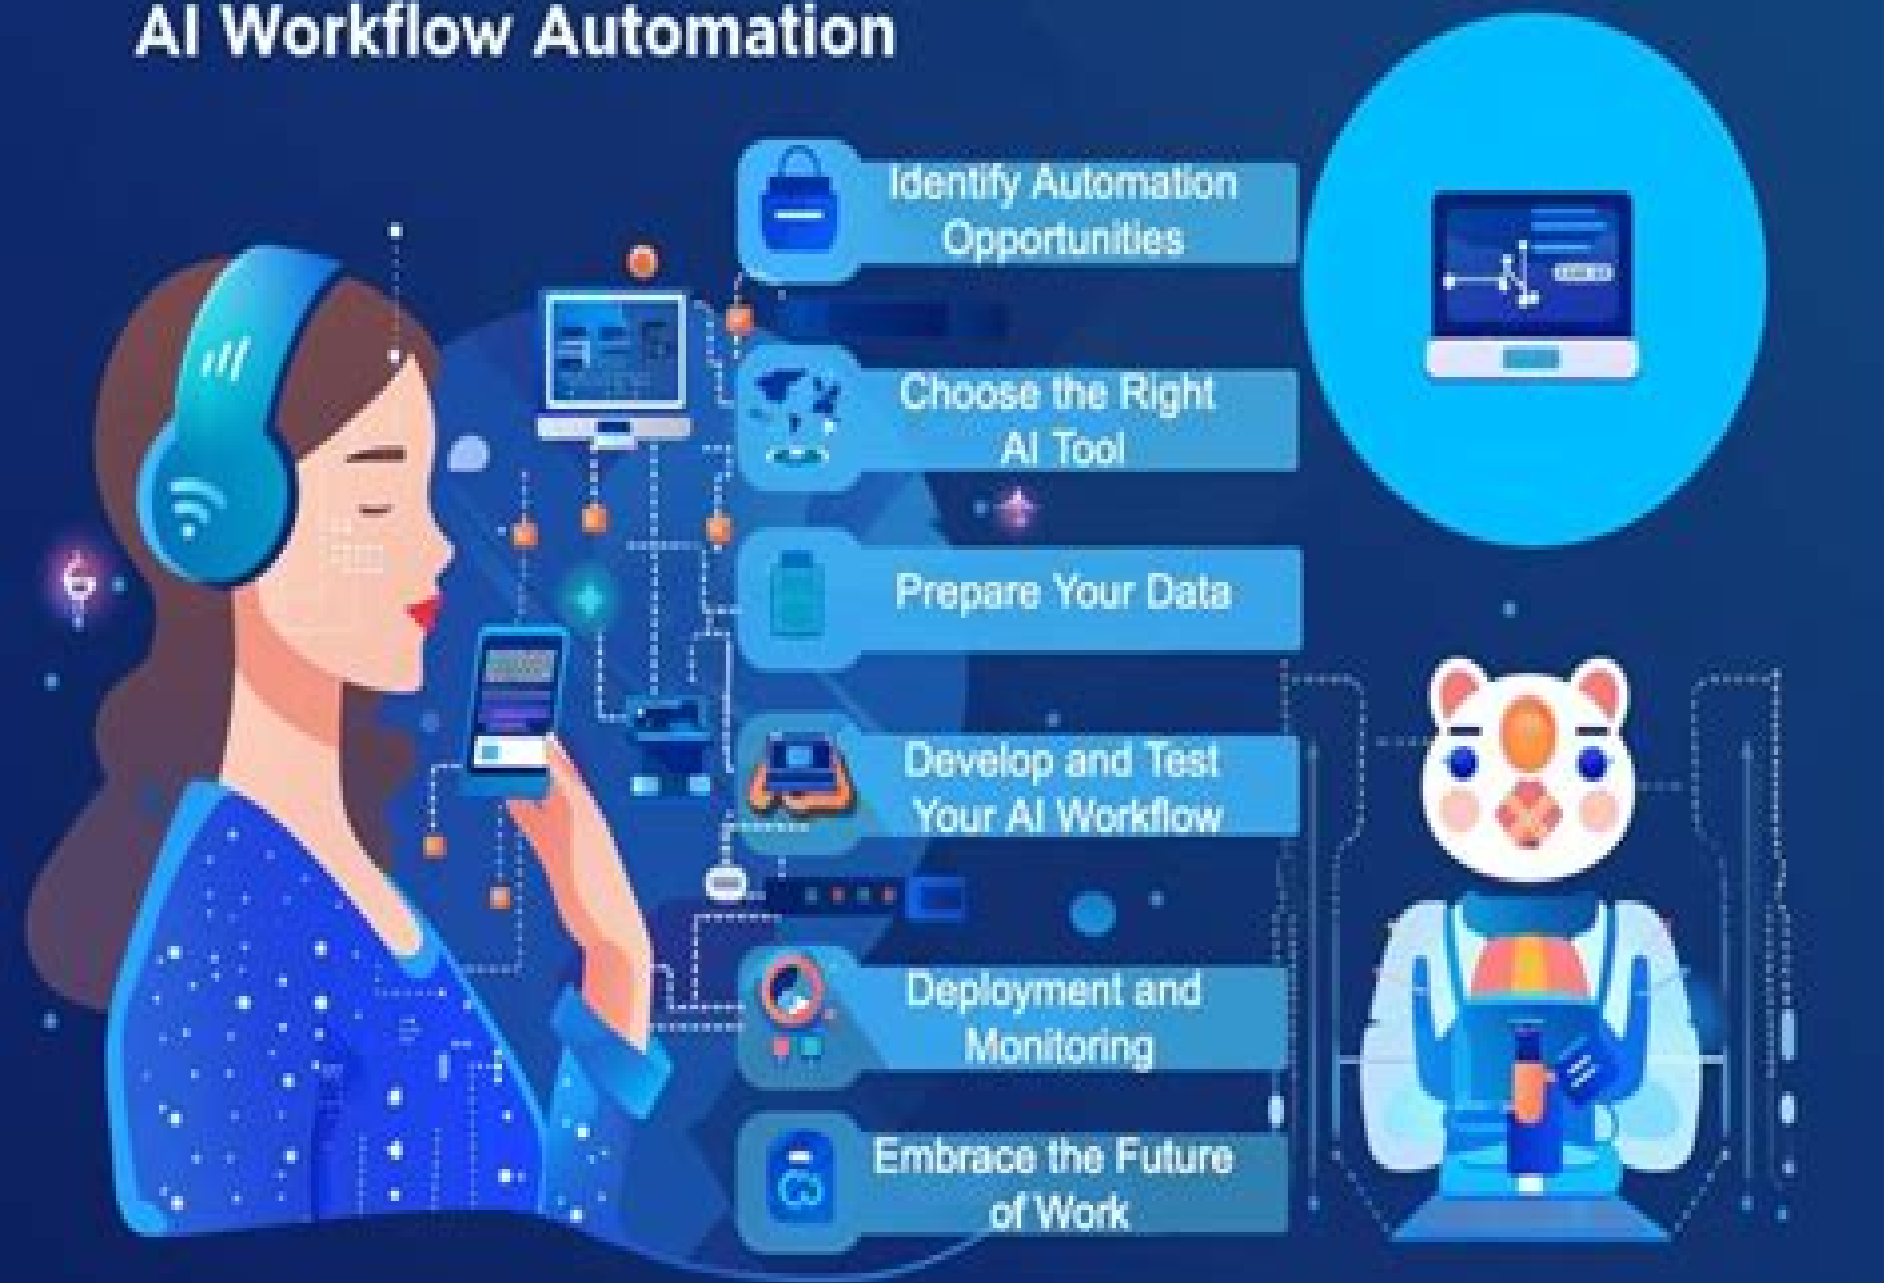 AI Workflow Automation
Identify Automation
Opportunities
Choose the Right
AI Tool
Prepare Your Data
Develop and Test
Your AI Workflow
Deployment and
Monitoring
Embrace the Future
of Work